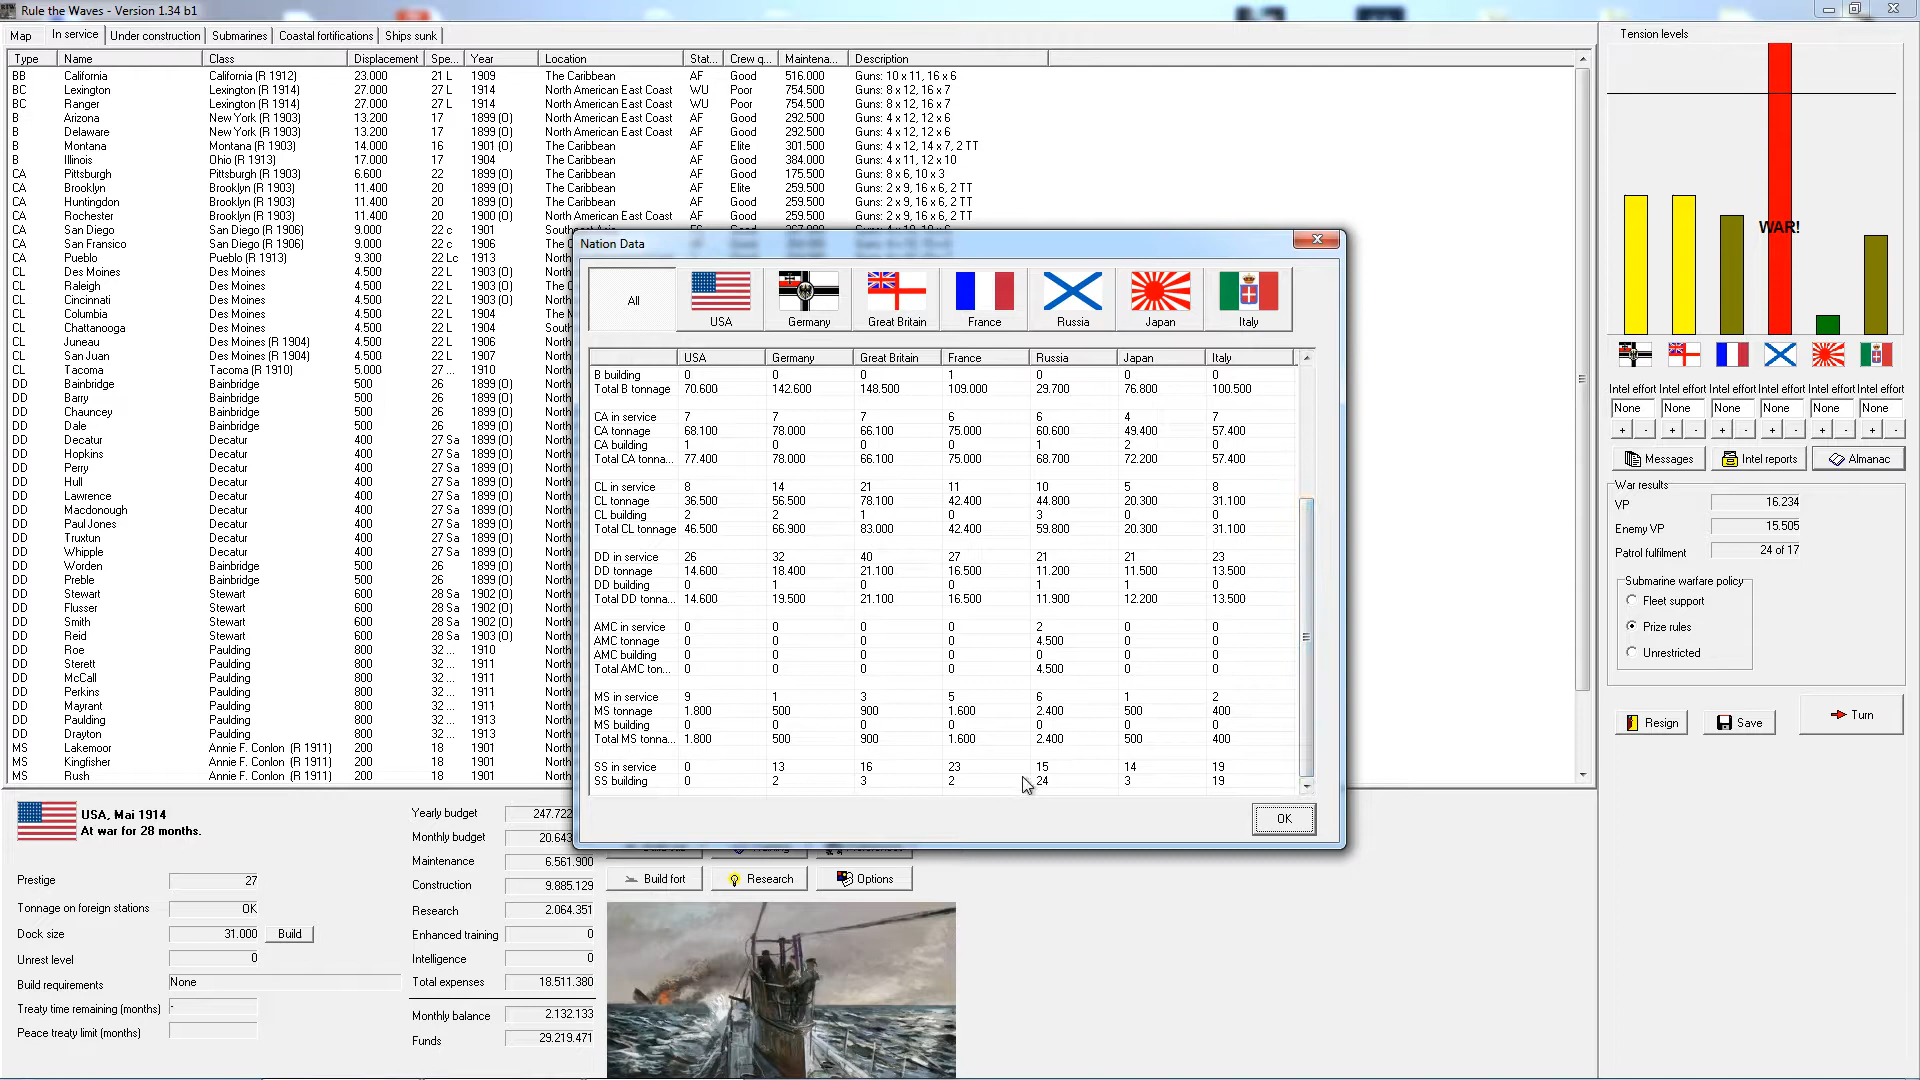 Rule the Waves - Version 1.34 b1
Map In service Under construction Submarines Coastal fortifications Ships sunk
Type Name Class Displacement Spe... Year Location Stat... Crew q... Maintena... Description
BB California California (R 1912) 23.000 21 L 1909 The Caribbean AF Good 516.000 Guns: 10 x 11, 16 x 6
BC Lexington Lexington (R 1914) 27.000 27 L 1914 North American East Coast WU Poor 754.500 Guns: 8 x 12, 16 x 7
BC Ranger Lexington (R 1914) 27.000 27 L 1914 North American East Coast WU Poor 754.500 Guns: 8 x 12, 16 x 7
B Arizona New York (R 1903) 13.200 17 1899 (O) North American East Coast AF Good 292.500 Guns: 4 x 12, 12 x 6
B Delaware New York (R 1903) 13.200 17 1899 (O) North American East Coast AF Good 292.500 Guns: 4 x 12, 12 x 6
B Montana Montana (R 1903) 14.000 16 1901 (O) The Caribbean AF Elite 301.500 Guns: 4 x 12, 14 x 7, 2 TT
B Illinois Ohio (R 1913) 17.000 17 1904 The Caribbean AF Good 384.000 Guns: 4 x 11, 12 x 10
CA Pittsburgh Pittsburgh (R 1903) 6.600 22 1899 (O) The Caribbean AF Good 175.500 Guns: 8 x 6, 10 x 3
CA Brooklyn Brooklyn (R 1903) 11.400 20 1899 (O) The Caribbean AF Elite 259.500 Guns: 2 x 9, 16 x 6, 2 TT
CA Huntingdon Brooklyn (R 1903) 11.400 20 1899 (O) The Caribbean AF Good 259.500 Guns: 2 x 9, 16 x 6, 2 TT
CA Rochester Brooklyn (R 1903) 11.400 20 1900 (O) North American East Coast AF Good 259.500 Guns: 2 x 9, 16 x 6, 2 TT
CA San Diego San Diego (R 1906) 9.000 22 c 1901
CA San Fransico San Diego (R 1906) 9.000 22 c 1906
CA Pueblo Pueblo (R 1913) 9.300 22 Lc 1913
CL Des Moines Des Moines 4.500 22 L 1903 (O)
CL Raleigh Des Moines 4.500 22 L 1903 (O)
CL Cincinnati Des Moines 4.500 22 L 1903 (O)
CL Columbia Des Moines 4.500 22 L 1904
CL Chattanooga Des Moines 4.500 22 L 1904
CL Juneau Des Moines (R 1904) 4.500 22 L 1906
CL San Juan Des Moines (R 1904) 4.500 22 L 1907
CL Tacoma Tacoma (R 1910) 5.000 27 ... 1910
DD Bainbridge Bainbridge 500 26 1899 (O)
DD Barry Bainbridge 500 26 1899 (O)
DD Chauncey Bainbridge 500 26 1899 (O)
DD Dale Bainbridge 500 26 1899 (O)
DD Decatur Decatur 400 27 Sa 1899 (O)
DD Hopkins Decatur 400 27 Sa 1899 (O)
DD Perry Decatur 400 27 Sa 1899 (O)
DD Hull Decatur 400 27 Sa 1899 (O)
DD Lawrence Decatur 400 27 Sa 1899 (O)
DD Macdonough Decatur 400 27 Sa 1899 (O)
DD Paul Jones Decatur 400 27 Sa 1899 (O)
DD Truxtun Decatur 400 27 Sa 1899 (O)
DD Whipple Decatur 400 27 Sa 1899 (O)
DD Worden Bainbridge 500 26 1899 (O)
DD Preble Bainbridge 500 26 1899 (O)
DD Stewart Stewart 600 28 Sa 1902 (O)
DD Flusser Stewart 600 28 Sa 1902 (O)
DD Smith Stewart 600 28 Sa 1902 (O)
DD Reid Stewart 600 28 Sa 1903 (O)
DD Roe Paulding 800 32 ... 1910
DD Sterett Paulding 800 32 ... 1911
DD McCall Paulding 800 32 ... 1911
DD Perkins Paulding 800 32 ... 1911
DD Mayrant Paulding 800 32 ... 1911
DD Paulding Paulding 800 32 ... 1913
DD Drayton Paulding 800 32 ... 1913
MS Lakemoor Annie F. Conlon (R 1911) 200 18 1901
MS Kingfisher Annie F. Conlon (R 1911) 200 18 1901
MS Rush Annie F. Conlon (R 1911) 200 18 1901
Nation Data
All USA Germany Great Britain France Russia Japan Italy
USA Germany Great Britain France Russia Japan Italy
B building 0 0 0 1 0 0 0
Total B tonnage 70.600 142.600 148.500 109.000 29.700 76.800 100.500
CA in service 7 7 7 6 6 4 7
CA tonnage 68.100 78.000 66.100 75.000 60.600 49.400 57.400
CA building 1 0 0 0 1 2 0
Total CA tonna... 77.400 78.000 66.100 75.000 68.700 72.200 57.400
CL in service 8 14 21 11 10 5 8
CL tonnage 36.500 56.500 78.100 42.400 44.800 20.300 31.100
CL building 2 2 1 0 3 0 0
Total CL tonnage 46.500 66.900 83.000 42.400 59.800 20.300 31.100
DD in service 26 32 40 27 21 21 23
DD tonnage 14.600 18.400 21.100 16.500 11.200 11.500 13.500
DD building 0 1 0 0 1 1 0
Total DD tonna... 14.600 19.500 21.100 16.500 11.900 12.200 13.500
AMC in service 0 0 0 0 2 0 0
AMC tonnage 0 0 0 0 4.500 0 0
AMC building 0 0 0 0 0 0 0
Total AMC ton... 0 0 0 0 4.500 0 0
MS in service 9 1 3 5 6 1 2
MS tonnage 1.800 500 900 1.600 2.400 500 400
MS building 0 0 0 0 0 0 0
Total MS tonna... 1.800 500 900 1.600 2.400 500 400
SS in service 0 13 16 23 15 14 19
SS building 0 2 3 2 24 3 19
OK
Tension levels
WAR!
Intel effort Intel effort Intel effort Intel effort Intel effort Intel effort
None None None None None None
+ - + - + - + - + - + -
Messages Intel reports Almanac
War results
VP 16.234
Enemy VP 15.505
Patrol fulfilment 24 of 17
Submarine warfare policy
Fleet support
Prize rules
Unrestricted
Resign Save Turn
USA, Mai 1914
At war for 28 months.
Prestige 27
Tonnage on foreign stations OK
Dock size 31.000 Build
Unrest level 0
Build requirements None
Treaty time remaining (months) -
Peace treaty limit (months)
Yearly budget 247.722
Monthly budget 20.643
Maintenance 6.561.900
Construction 9.885.129
Research 2.064.351
Enhanced training 0
Intelligence 0
Total expenses 18.511.380
Monthly balance 2.132.133
Funds 29.219.471
Build fort Research Options